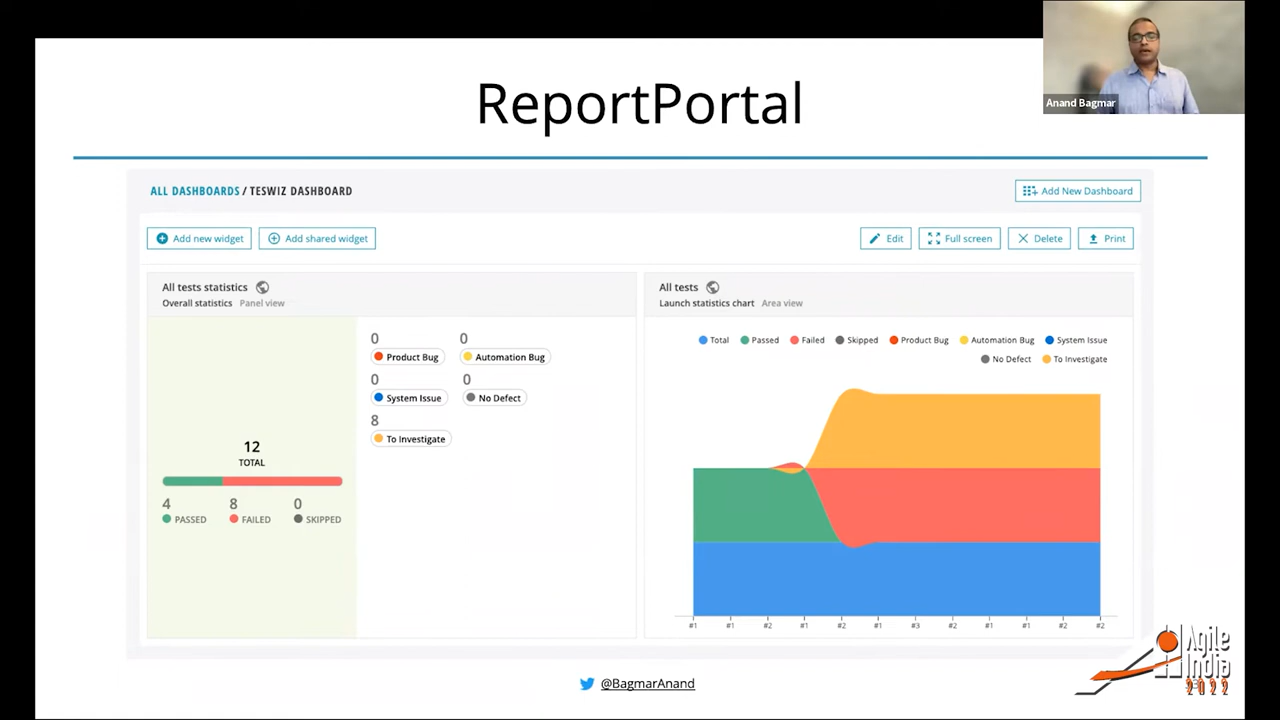 ReportPortal
Anand Bagmar
ALL DASHBOARDS / TESWIZ DASHBOARD
Add New Dashboard
Add new widget
Add shared widget
Edit
Full screen
Delete
Print
All tests statistics
Overall statistics Panel view
12
TOTAL
4
PASSED
8
FAILED
0
SKIPPED
0
Product Bug
0
Automation Bug
0
System Issue
0
No Defect
8
To Investigate
All tests
Launch statistics chart Area view
Total Passed Failed Skipped Product Bug Automation Bug System Issue
No Defect To Investigate
#1 #1 #2 #1 #2 #1 #3 #2 #1 #1 #2 #2
@BagmarAnand
Agile
India
2022